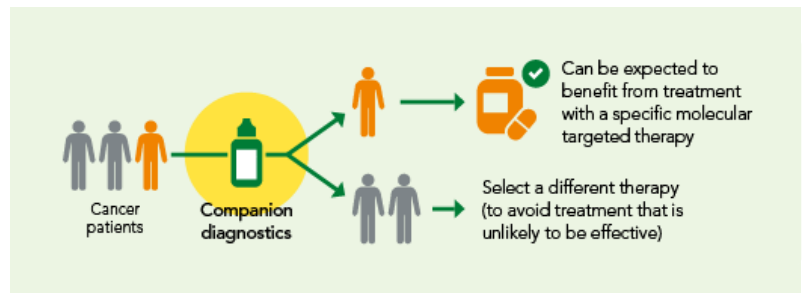 Can be expected to
benefit from treatment
with a specific molecular
targeted therapy
Cancer
patients
Companion
diagnostics
Select a different therapy
(to avoid treatment that is
unlikely to be effective)